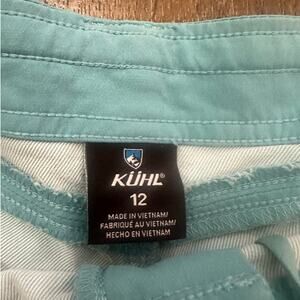 KÜHL®
12
MADE IN VIETNAM/
FABRIQUÉ AU VIETNAM/
HECHO EN VIETNAM